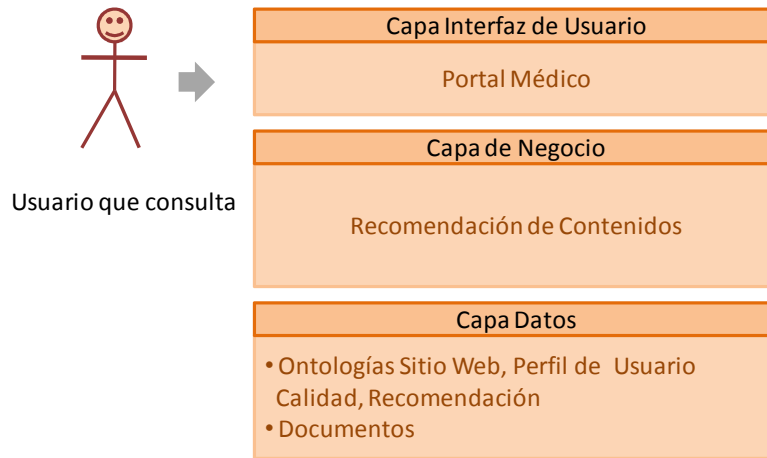 Capa Interfaz de Usuario
Portal Médico
Usuario que consulta
Capa de Negocio
Recomendación de Contenidos
Capa Datos
• Ontologías Sitio Web, Perfil de Usuario
Calidad, Recomendación
• Documentos